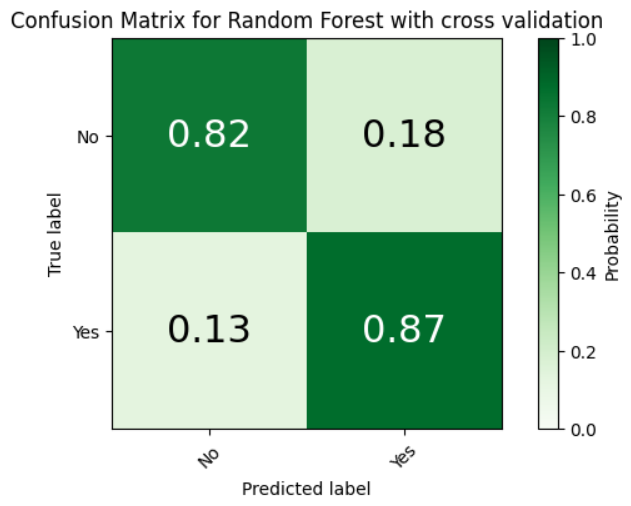 Confusion Matrix for Random Forest with cross validation
True label
No
0.82
0.18
Yes
0.13
0.87
No
Yes
Predicted label
1.0
0.8
0.6
0.4
0.2
0.0
Probability